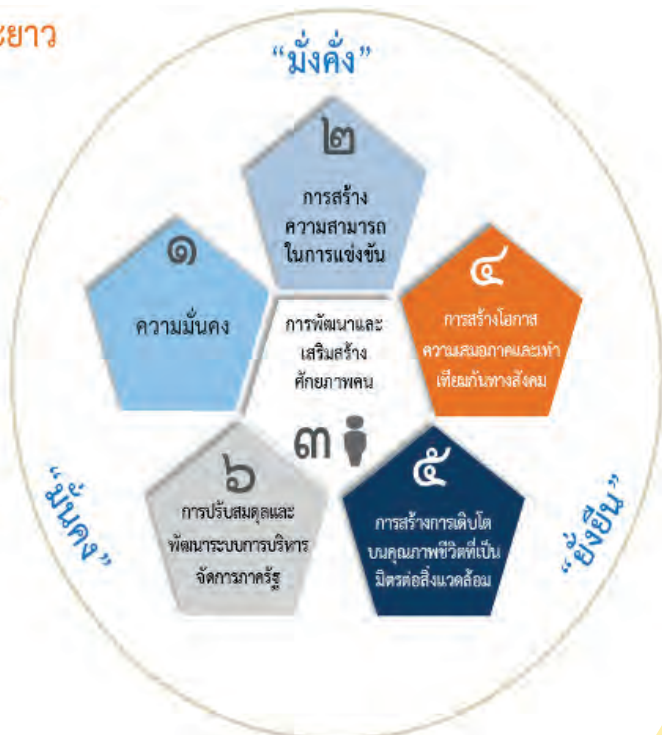 ะยาว
“มั่งคั่ง”
๒
การสร้าง
ความสามารถ
ในการแข่งขัน
๑
ความมั่นคง
๔
การสร้างโอกาส
ความเสมอภาคและเท่า
เทียมกันทางสังคม
การพัฒนาและ
เสริมสร้าง
ศักยภาพคน
๓
๖
การปรับสมดุลและ
พัฒนาระบบการบริหาร
จัดการภาครัฐ
๕
การสร้างการเติบโต
บนคุณภาพชีวิตที่เป็น
มิตรต่อสิ่งแวดล้อม
“มั่นคง”
“ยั่งยืน”